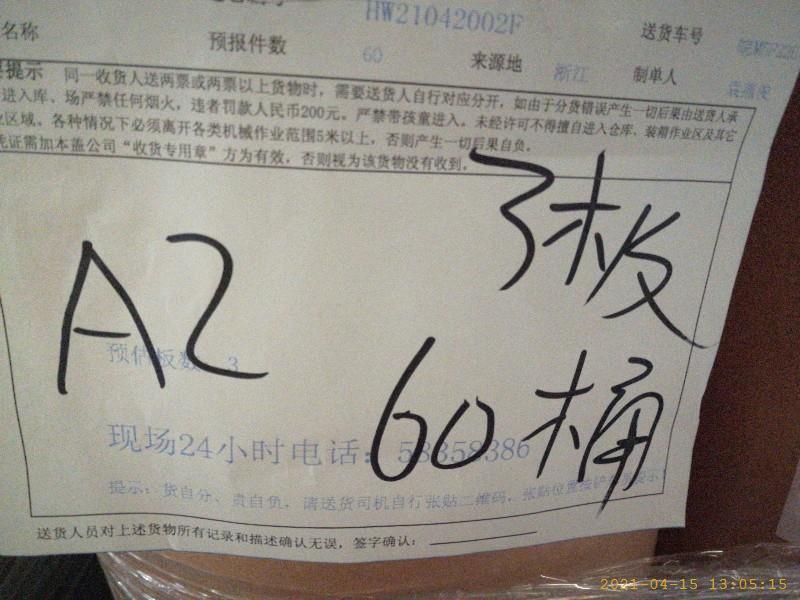 HW21042002F
送货车号
名称
预报件数
60
来源地
浙江
制单人
提示 同一收货人送两票或两票以上货物时，需要送货人自行对应分开，如由于分货错误产生一切后果由送货人承
进入库、场严禁任何烟火，违者罚款人民币200元。严禁带孩童进入。未经许可不得擅自进入仓库、装箱作业区及其它
区域。各种情况下必须离开各类机械作业范围5米以上，否则产生一切后果自负。
凭证需加本盖公司“收货专用章”方为有效，否则视为该货物没有收到。
3板
A2
预估板数 3
60桶
现场24小时电话：58358386
提示：货自分、责自负，请送货司机自行张贴二维码，张贴位置按铲
送货人员对上述货物所有记录和描述确认无误，签字确认：
2021-04-15 13:05:15